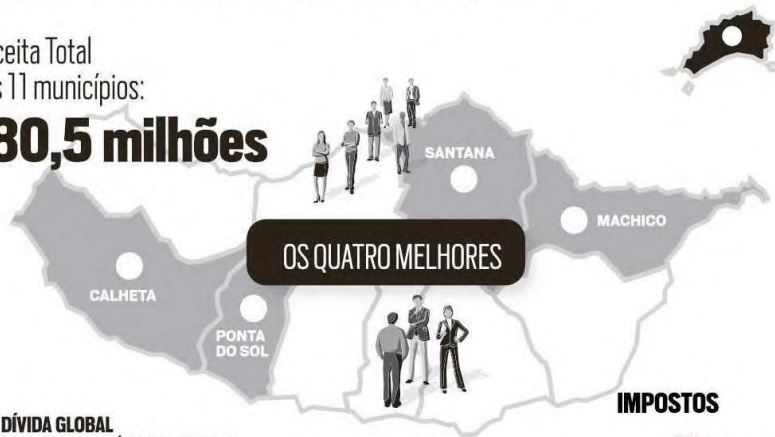 ceita Total
s 11 municípios:
80,5 milhões
SANTANA
MACHICO
OS QUATRO MELHORES
CALHETA
PONTA
DO SOL
IMPOSTOS
DÍVIDA GLOBAL